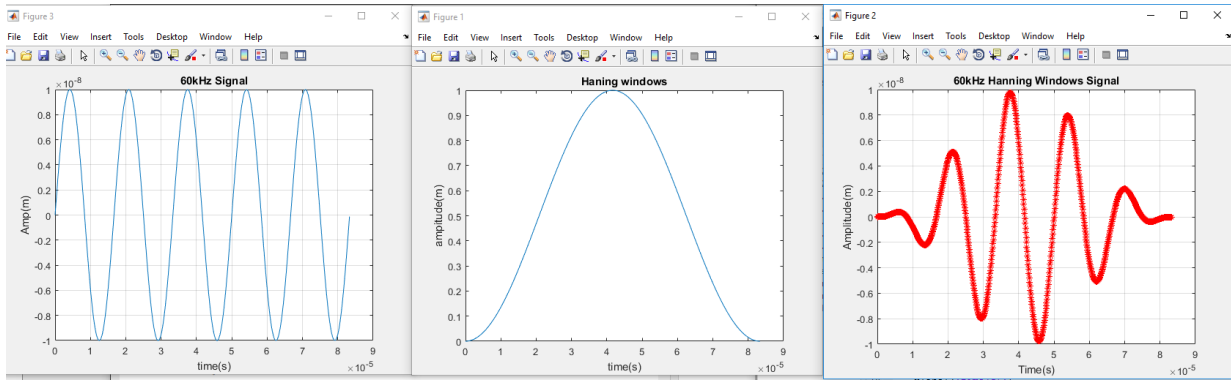 Figure 3
File Edit View Insert Tools Desktop Window Help
60kHz Signal
×10^-8
1
0.8
0.6
0.4
0.2
0
-0.2
-0.4
-0.6
-0.8
-1
Amp(m)
0 1 2 3 4 5 6 7 8 9
time(s)
×10^-5
Figure 1
File Edit View Insert Tools Desktop Window Help
Haning windows
1
0.9
0.8
0.7
0.6
0.5
0.4
0.3
0.2
0.1
0
amplitude(m)
0 1 2 3 4 5 6 7 8 9
time(s)
×10^-5
Figure 2
File Edit View Insert Tools Desktop Window Help
60kHz Hanning Windows Signal
×10^-8
1
0.8
0.6
0.4
0.2
0
-0.2
-0.4
-0.6
-0.8
-1
Amplitude(m)
0 1 2 3 4 5 6 7 8 9
Time(s)
×10^-5